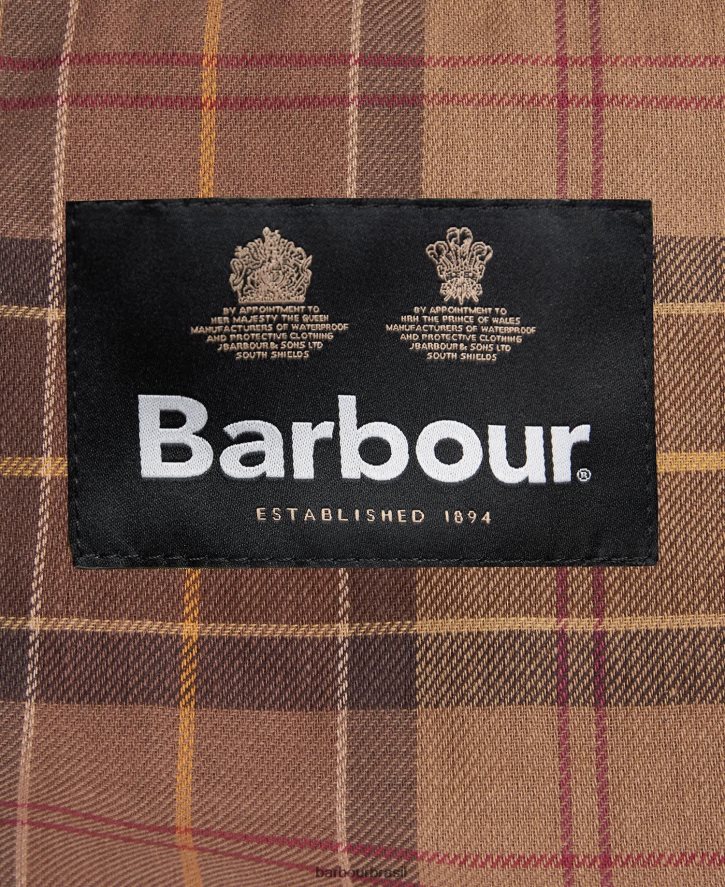 BY APPOINTMENT TO
HER MAJESTY THE QUEEN
MANUFACTURERS OF WATERPROOF
AND PROTECTIVE CLOTHING
J BARBOUR & SONS LTD
SOUTH SHIELDS
BY APPOINTMENT TO
HRH THE PRINCE OF WALES
MANUFACTURERS OF WATERPROOF
AND PROTECTIVE CLOTHING
J BARBOUR & SONS LTD
SOUTH SHIELDS
Barbour®
ESTABLISHED 1894
barbourbrasil